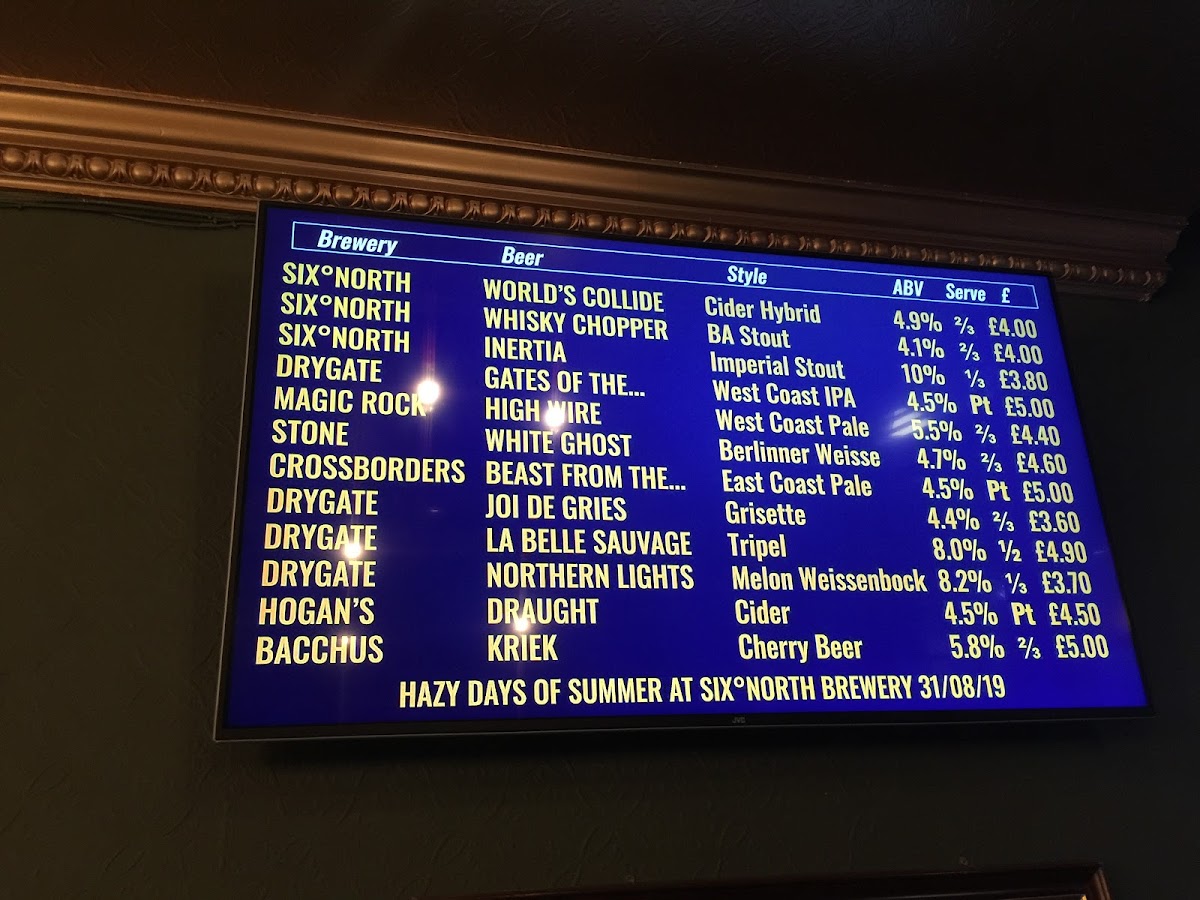 Brewery Beer Style ABV Serve £
SIX°NORTH WORLD'S COLLIDE Cider Hybrid 4.9% ⅔ £4.00
SIX°NORTH WHISKY CHOPPER BA Stout 4.1% ⅔ £4.00
SIX°NORTH INERTIA Imperial Stout 10% ⅓ £3.80
DRYGATE GATES OF THE... West Coast IPA 4.5% Pt £5.00
MAGIC ROCK HIGH WIRE West Coast Pale 5.5% ⅔ £4.40
STONE WHITE GHOST Berlinner Weisse 4.7% ⅔ £4.60
CROSSBORDERS BEAST FROM THE... East Coast Pale 4.5% Pt £5.00
DRYGATE JOI DE GRIES Grisette 4.4% ⅔ £3.60
DRYGATE LA BELLE SAUVAGE Tripel 8.0% ½ £4.90
DRYGATE NORTHERN LIGHTS Melon Weissenbock 8.2% ⅓ £3.70
HOGAN'S DRAUGHT Cider 4.5% Pt £4.50
BACCHUS KRIEK Cherry Beer 5.8% ⅔ £5.00
HAZY DAYS OF SUMMER AT SIX°NORTH BREWERY 31/08/19
JVC